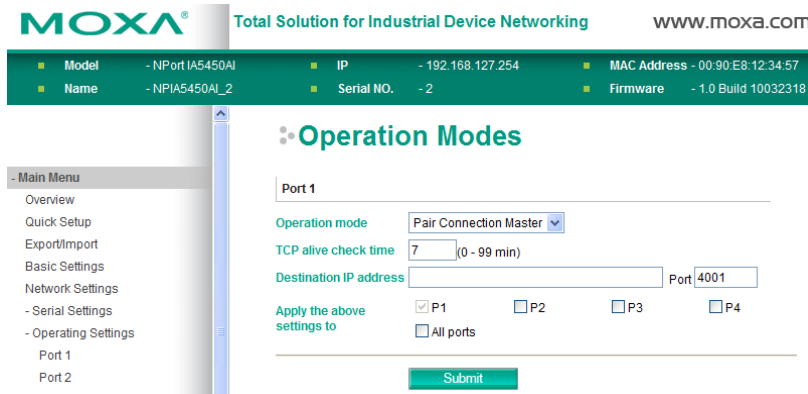 MOXA® Total Solution for Industrial Device Networking www.moxa.com
Model - NPort IA5450AI IP - 192.168.127.254 MAC Address - 00:90:E8:12:34:57
Name - NPIA5450AI_2 Serial NO. - 2 Firmware - 1.0 Build 10032318
Operation Modes
- Main Menu
Overview
Quick Setup
Export/Import
Basic Settings
Network Settings
- Serial Settings
- Operating Settings
Port 1
Port 2
Port 1
Operation mode Pair Connection Master
TCP alive check time 7 (0 - 99 min)
Destination IP address Port 4001
Apply the above settings to P1 P2 P3 P4
All ports
Submit